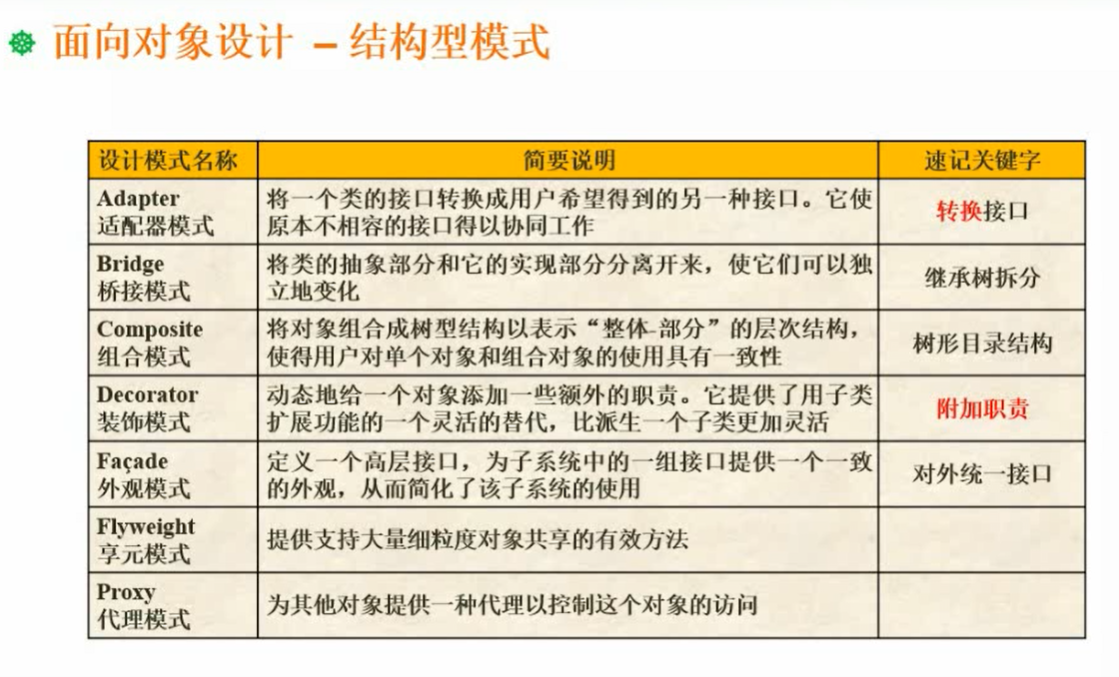 面向对象设计 – 结构型模式
设计模式名称 简要说明 速记关键字
Adapter
适配器模式
将一个类的接口转换成用户希望得到的另一种接口。它使
原本不相容的接口得以协同工作
转换接口
Bridge
桥接模式
将类的抽象部分和它的实现部分分离开来，使它们可以独
立地变化
继承树拆分
Composite
组合模式
将对象组合成树型结构以表示“整体-部分”的层次结构，
使得用户对单个对象和组合对象的使用具有一致性
树形目录结构
Decorator
装饰模式
动态地给一个对象添加一些额外的职责。它提供了用子类
扩展功能的一个灵活的替代，比派生一个子类更加灵活
附加职责
Façade
外观模式
定义一个高层接口，为子系统中的一组接口提供一个一致
的外观，从而简化了该子系统的使用
对外统一接口
Flyweight
享元模式
提供支持大量细粒度对象共享的有效方法
Proxy
代理模式
为其他对象提供一种代理以控制这个对象的访问